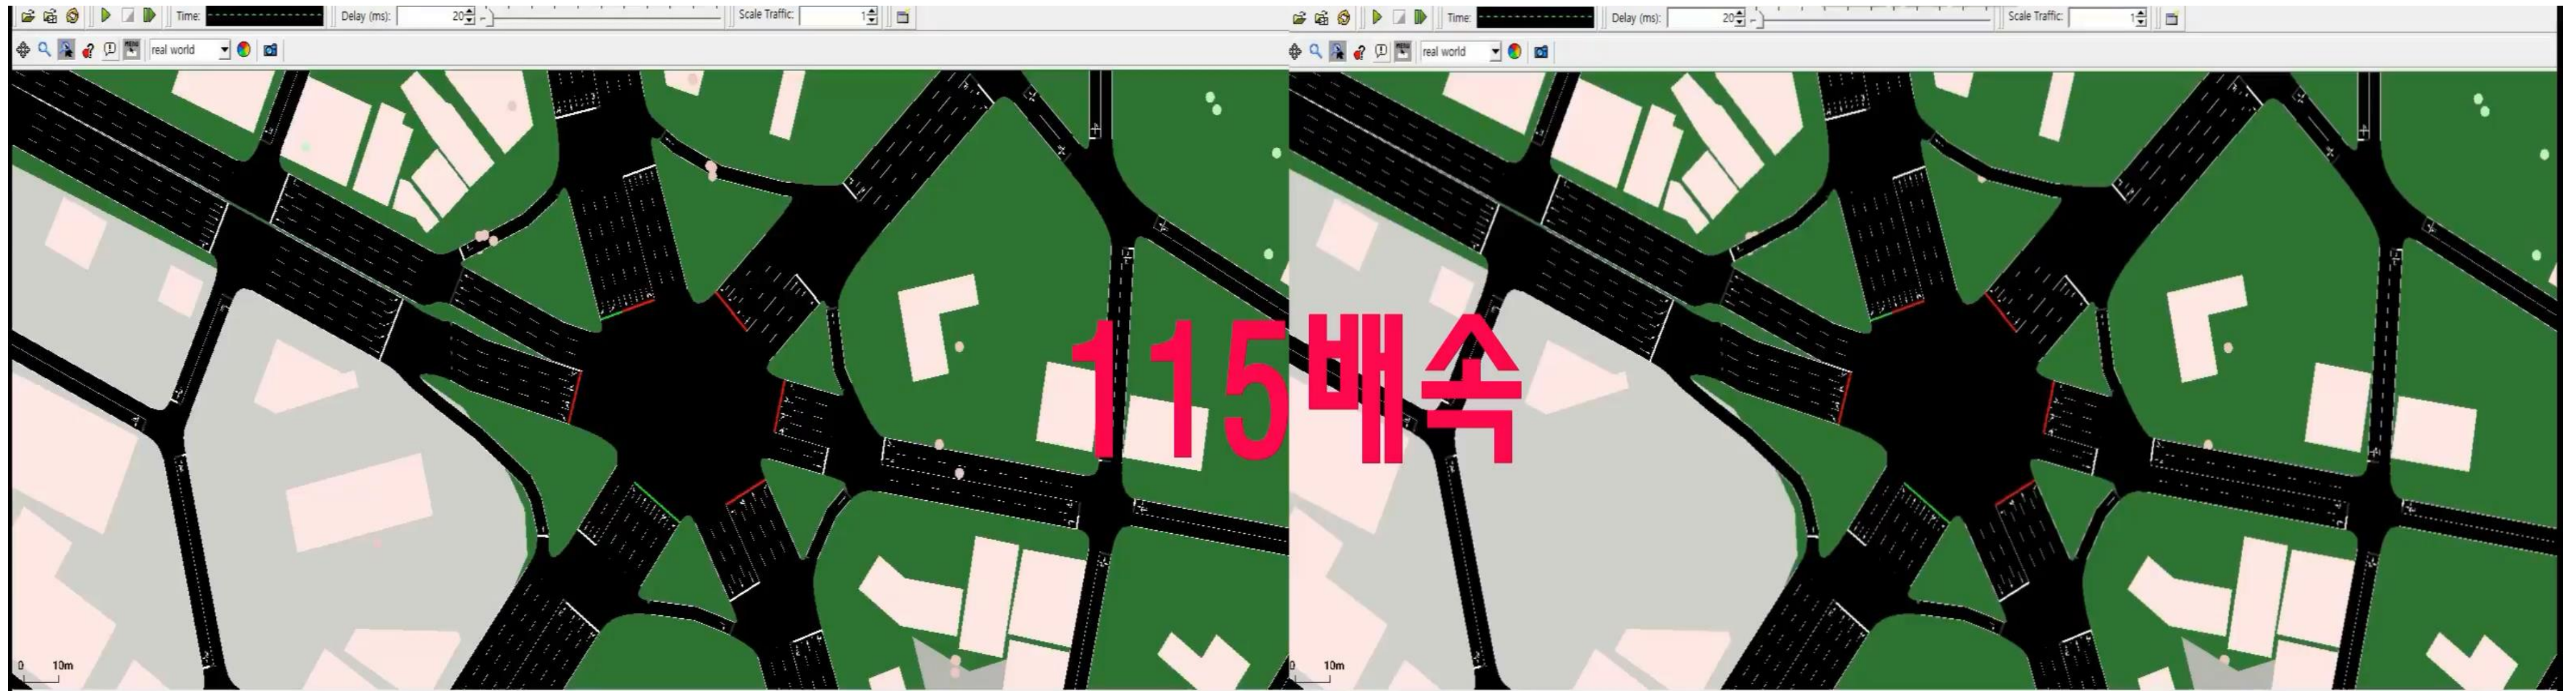 Time:
Delay (ms):
20
Scale Traffic:
1
Time:
Delay (ms):
20
Scale Traffic:
1
real world
real world
115배속
0 10m
0 10m